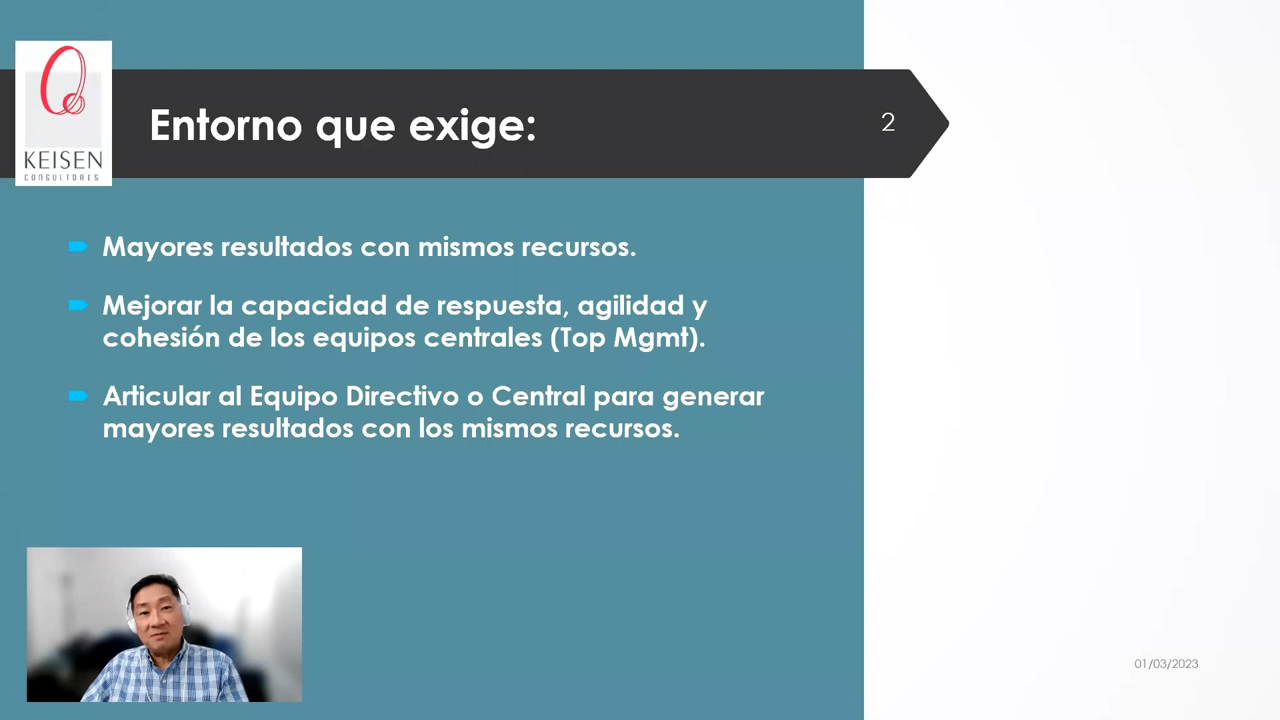 KEISEN
CONSULTORES
Entorno que exige:
2
Mayores resultados con mismos recursos.
Mejorar la capacidad de respuesta, agilidad y
cohesión de los equipos centrales (Top Mgmt).
Articular al Equipo Directivo o Central para generar
mayores resultados con los mismos recursos.
01/03/2023